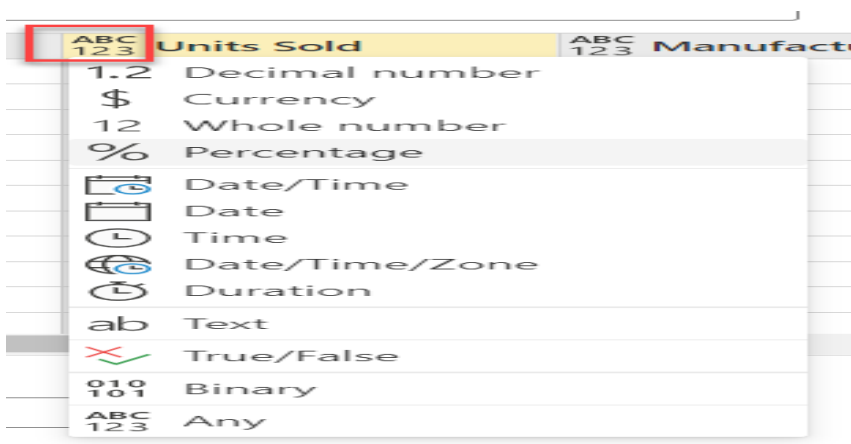 ABC
123 Units Sold
ABC
123 Manufact
1.2 Decimal number
$ Currency
12 Whole number
% Percentage
Date/Time
Date
Time
Date/Time/Zone
Duration
ab Text
True/False
010
101 Binary
ABC
123 Any